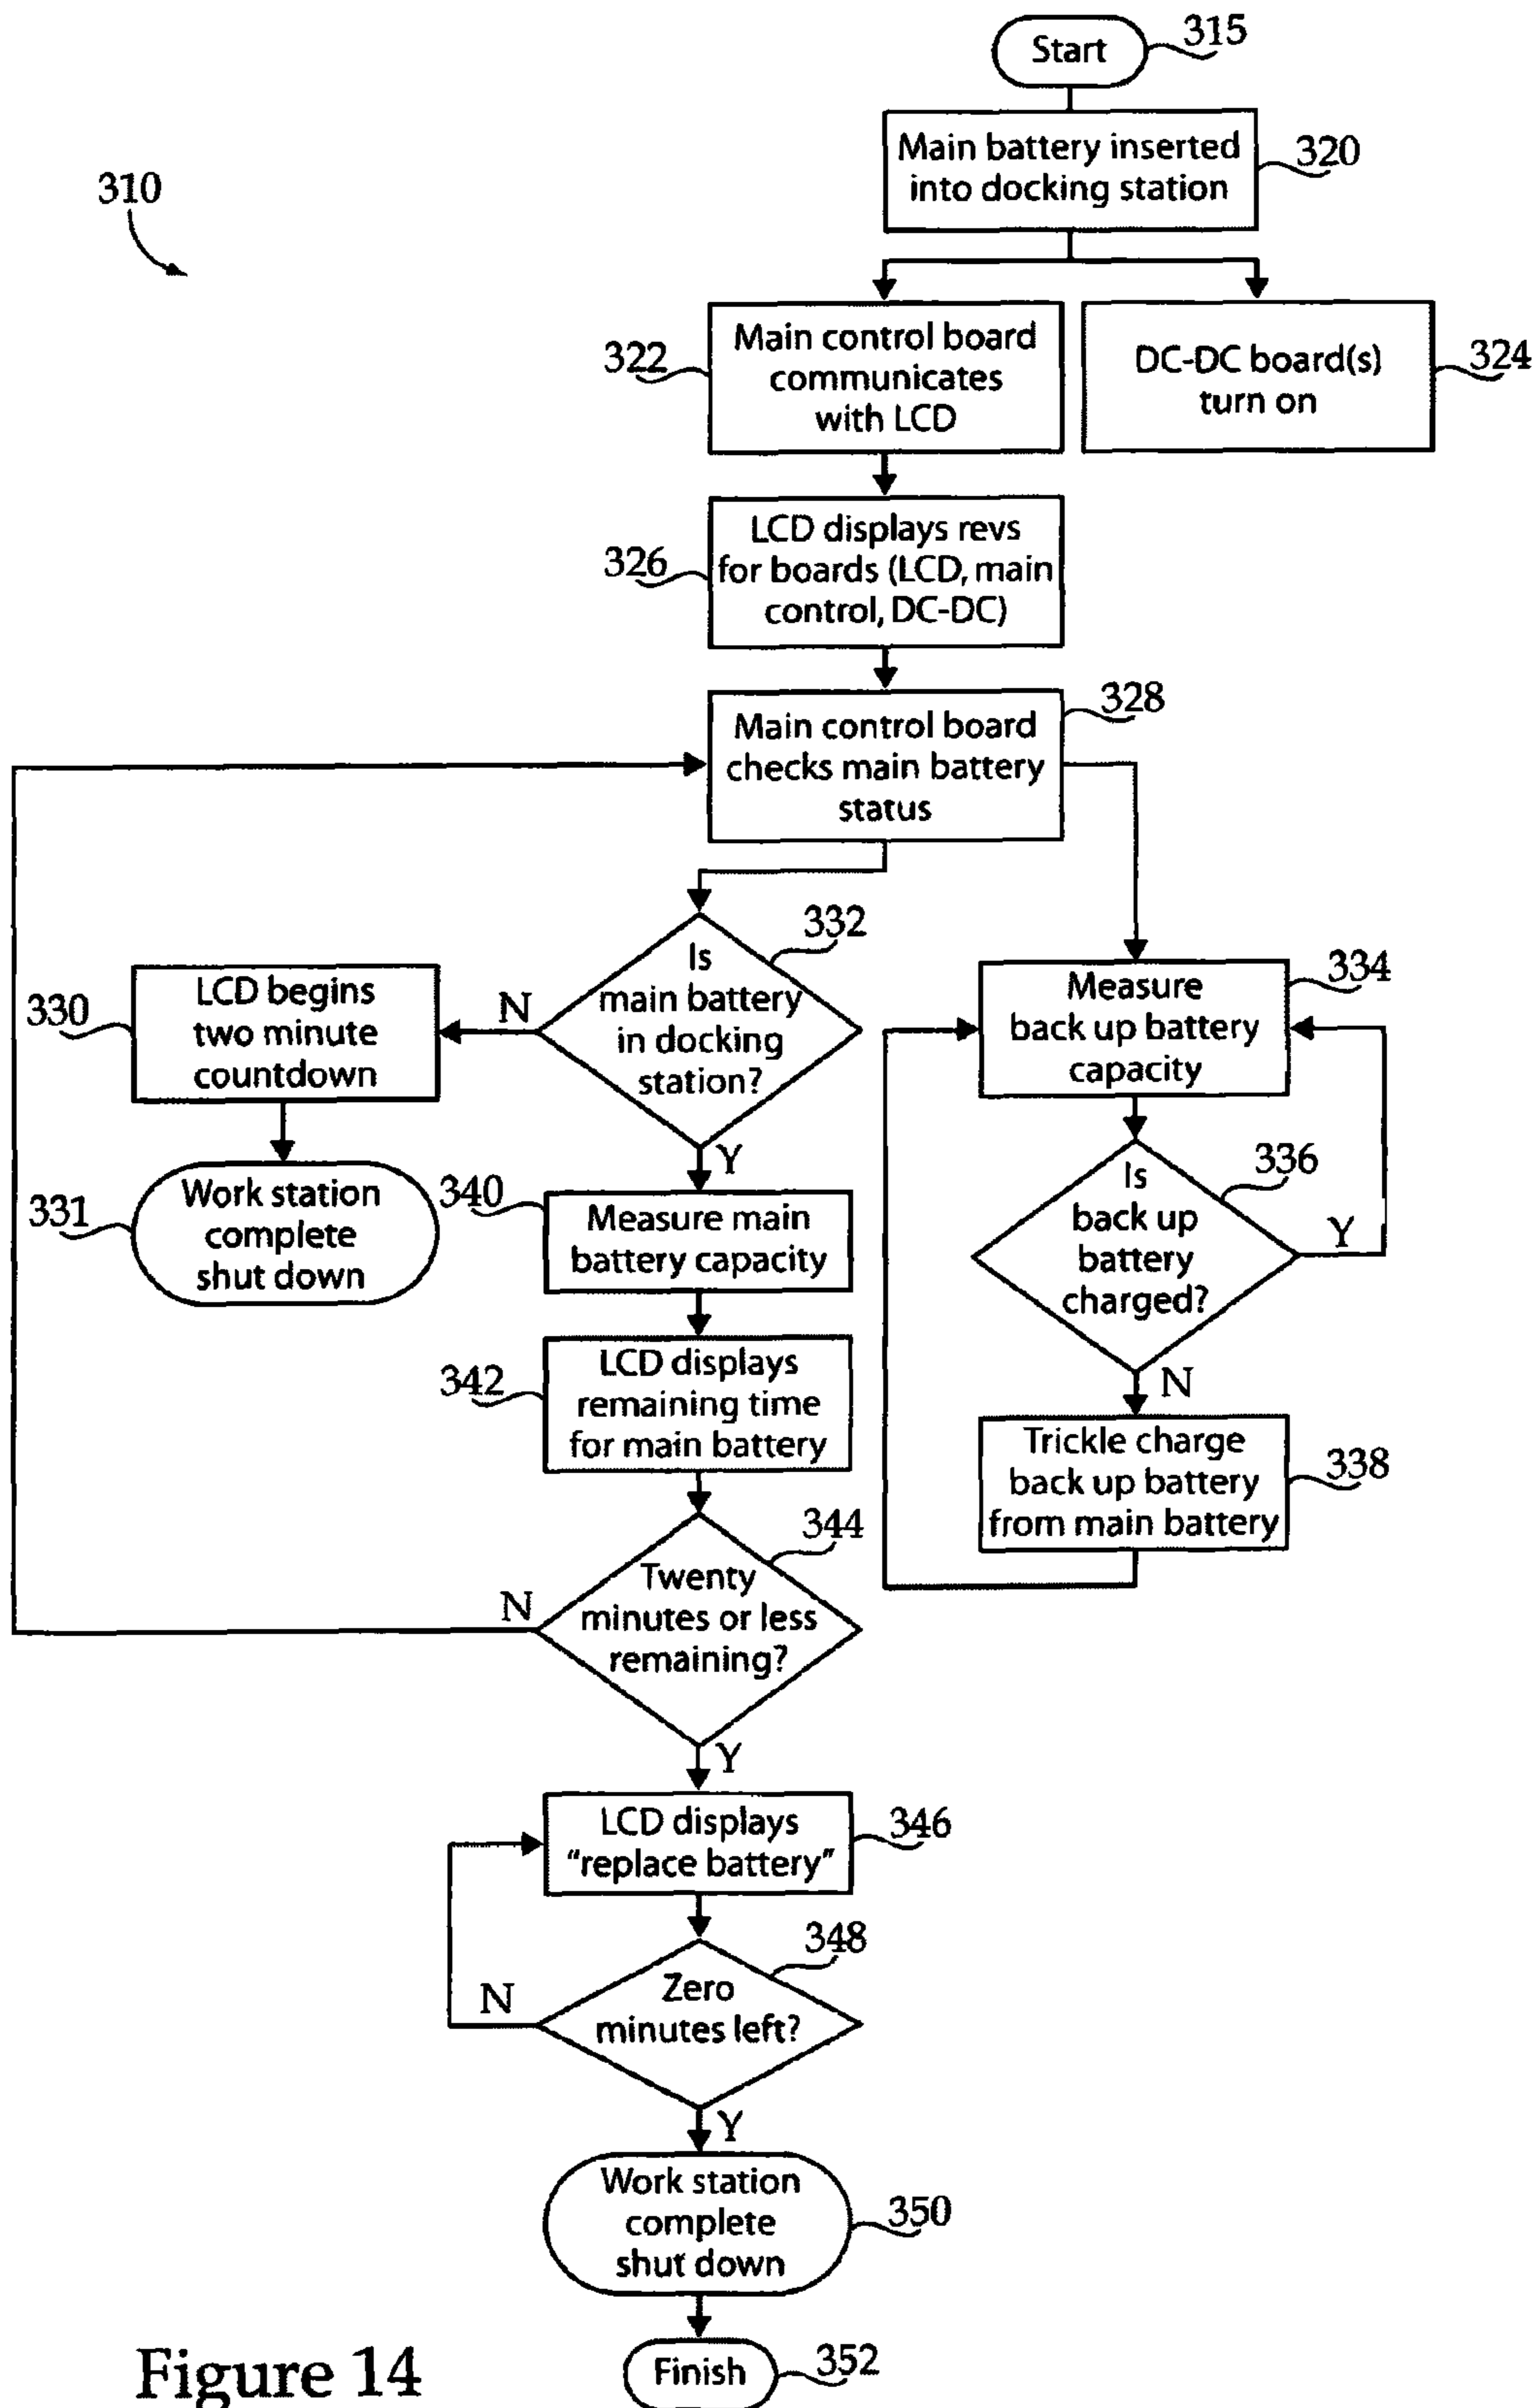 Start
315
Main battery inserted
into docking station
320
310
Main control board
communicates
with LCD
322
DC-DC board(s)
turn on
324
LCD displays revs
for boards (LCD, main
control, DC-DC)
326
Main control board
checks main battery
status
328
Is
main battery
in docking
station?
332
N
Y
LCD begins
two minute
countdown
330
Work station
complete
shut down
331
Measure
back up battery
capacity
334
Is
back up
battery
charged?
336
Y
N
Trickle charge
back up battery
from main battery
338
Measure main
battery capacity
340
LCD displays
remaining time
for main battery
342
Twenty
minutes or less
remaining?
344
N
Y
LCD displays
“replace battery”
346
Zero
minutes left?
348
N
Y
Work station
complete
shut down
350
Finish
352
Figure 14